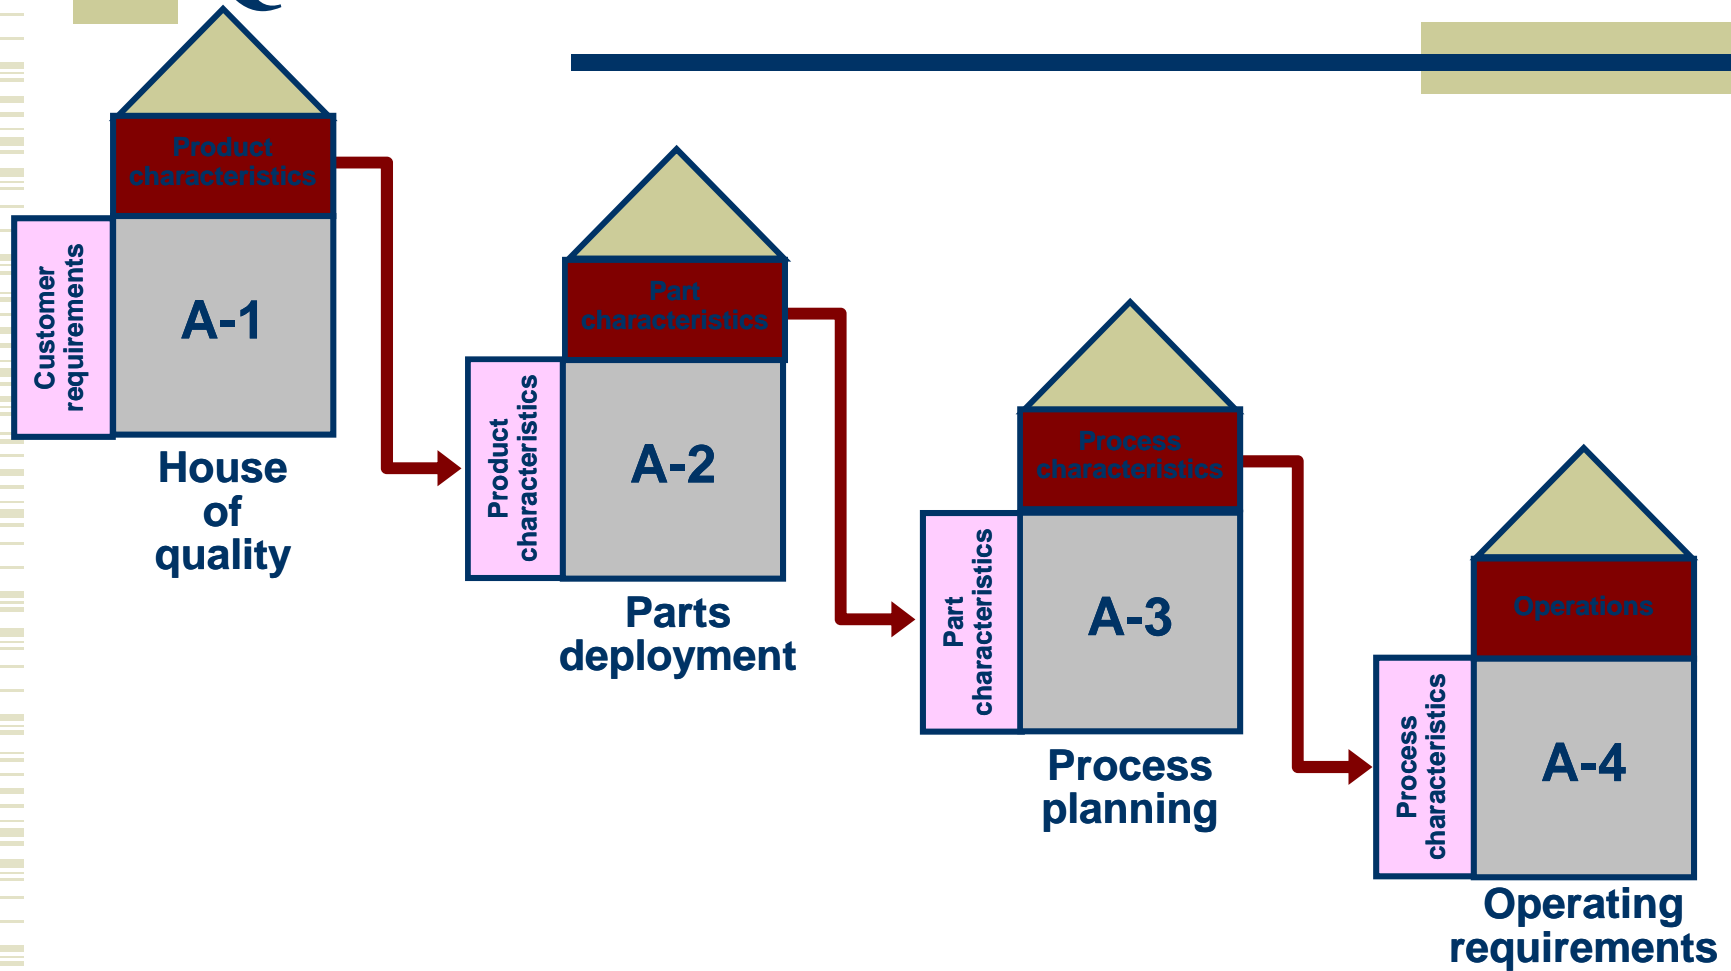 Product
characteristics
Customer
requirements
A-1
House
of
quality
Part
characteristics
Product
characteristics
A-2
Parts
deployment
Process
characteristics
Part
characteristics
A-3
Process
planning
Operations
Process
characteristics
A-4
Operating
requirements